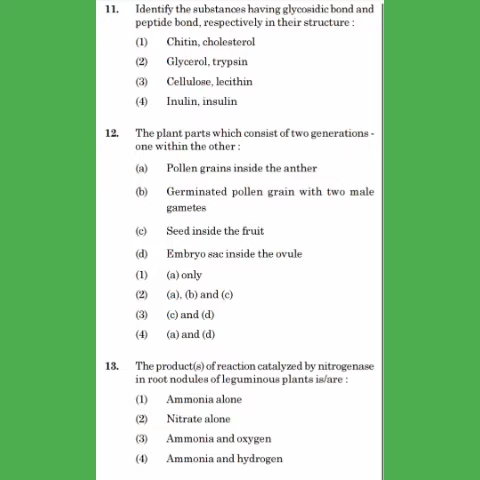 11. Identify the substances having glycosidic bond and
peptide bond, respectively in their structure :
(1) Chitin, cholesterol
(2) Glycerol, trypsin
(3) Cellulose, lecithin
(4) Inulin, insulin
12. The plant parts which consist of two generations -
one within the other :
(a) Pollen grains inside the anther
(b) Germinated pollen grain with two male
gametes
(c) Seed inside the fruit
(d) Embryo sac inside the ovule
(1) (a) only
(2) (a), (b) and (c)
(3) (c) and (d)
(4) (a) and (d)
13. The product(s) of reaction catalyzed by nitrogenase
in root nodules of leguminous plants is/are :
(1) Ammonia alone
(2) Nitrate alone
(3) Ammonia and oxygen
(4) Ammonia and hydrogen